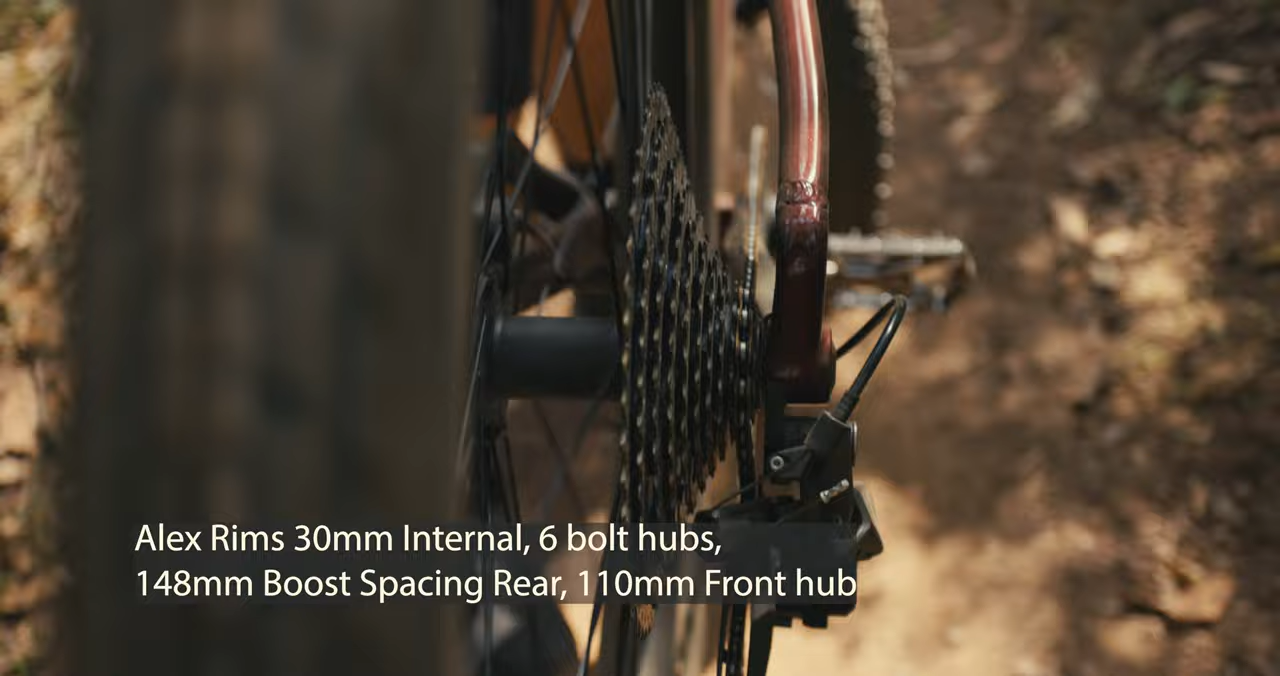 Alex Rims 30mm Internal, 6 bolt hubs,
148mm Boost Spacing Rear, 110mm Front hub